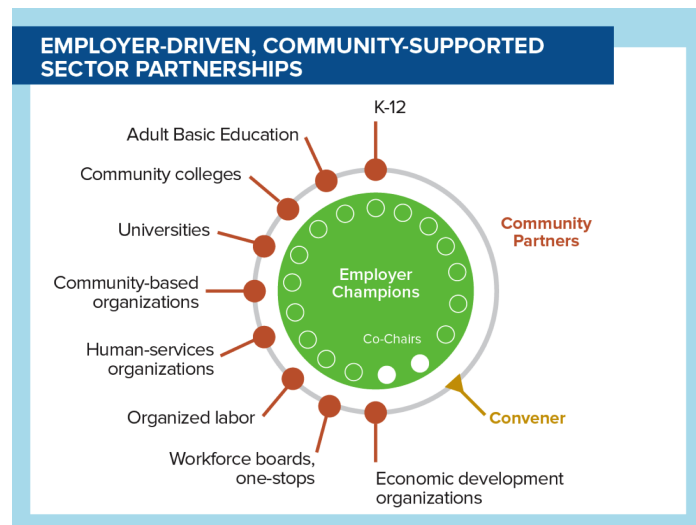 EMPLOYER-DRIVEN, COMMUNITY-SUPPORTED
SECTOR PARTNERSHIPS
K-12
Adult Basic Education
Community colleges
Universities
Community-based
organizations
Human-services
organizations
Organized labor
Workforce boards,
one-stops
Economic development
organizations
Convener
Community
Partners
Employer
Champions
Co-Chairs